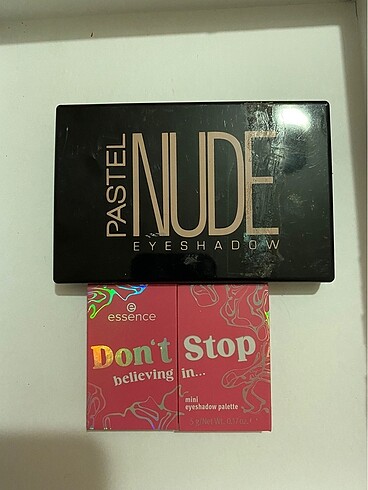 PASTEL
NUDE
EYESHADOW
essence
Don't Stop
believing in...
mini
eyeshadow palette